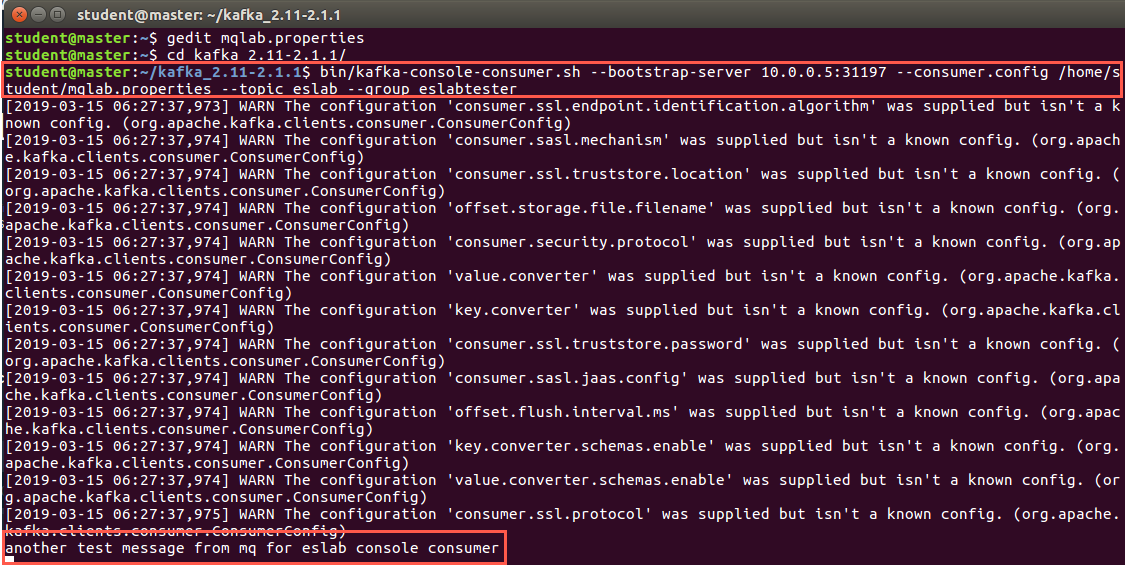 student@master: ~/kafka_2.11-2.1.1
student@master:~$ gedit mqlab.properties
student@master:~$ cd kafka_2.11-2.1.1/
student@master:~/kafka_2.11-2.1.1$ bin/kafka-console-consumer.sh --bootstrap-server 10.0.0.5:31197 --consumer.config /home/s
tudent/mqlab.properties --topic eslab --group eslabtester
[2019-03-15 06:27:37,973] WARN The configuration 'consumer.ssl.endpoint.identification.algorithm' was supplied but isn't a k
nown config. (org.apache.kafka.clients.consumer.ConsumerConfig)
[2019-03-15 06:27:37,974] WARN The configuration 'consumer.sasl.mechanism' was supplied but isn't a known config. (org.apach
e.kafka.clients.consumer.ConsumerConfig)
[2019-03-15 06:27:37,974] WARN The configuration 'consumer.ssl.truststore.location' was supplied but isn't a known config. (
org.apache.kafka.clients.consumer.ConsumerConfig)
[2019-03-15 06:27:37,974] WARN The configuration 'offset.storage.file.filename' was supplied but isn't a known config. (org.
apache.kafka.clients.consumer.ConsumerConfig)
[2019-03-15 06:27:37,974] WARN The configuration 'consumer.security.protocol' was supplied but isn't a known config. (org.ap
ache.kafka.clients.consumer.ConsumerConfig)
[2019-03-15 06:27:37,974] WARN The configuration 'value.converter' was supplied but isn't a known config. (org.apache.kafka.
clients.consumer.ConsumerConfig)
[2019-03-15 06:27:37,974] WARN The configuration 'key.converter' was supplied but isn't a known config. (org.apache.kafka.cl
ients.consumer.ConsumerConfig)
[2019-03-15 06:27:37,974] WARN The configuration 'consumer.ssl.truststore.password' was supplied but isn't a known config. (
org.apache.kafka.clients.consumer.ConsumerConfig)
[2019-03-15 06:27:37,974] WARN The configuration 'consumer.sasl.jaas.config' was supplied but isn't a known config. (org.apa
che.kafka.clients.consumer.ConsumerConfig)
[2019-03-15 06:27:37,974] WARN The configuration 'offset.flush.interval.ms' was supplied but isn't a known config. (org.apac
he.kafka.clients.consumer.ConsumerConfig)
[2019-03-15 06:27:37,974] WARN The configuration 'key.converter.schemas.enable' was supplied but isn't a known config. (org.
apache.kafka.clients.consumer.ConsumerConfig)
[2019-03-15 06:27:37,974] WARN The configuration 'value.converter.schemas.enable' was supplied but isn't a known config. (or
g.apache.kafka.clients.consumer.ConsumerConfig)
[2019-03-15 06:27:37,975] WARN The configuration 'consumer.ssl.protocol' was supplied but isn't a known config. (org.apache.
kafka.clients.consumer.ConsumerConfig)
another test message from mq for eslab console consumer